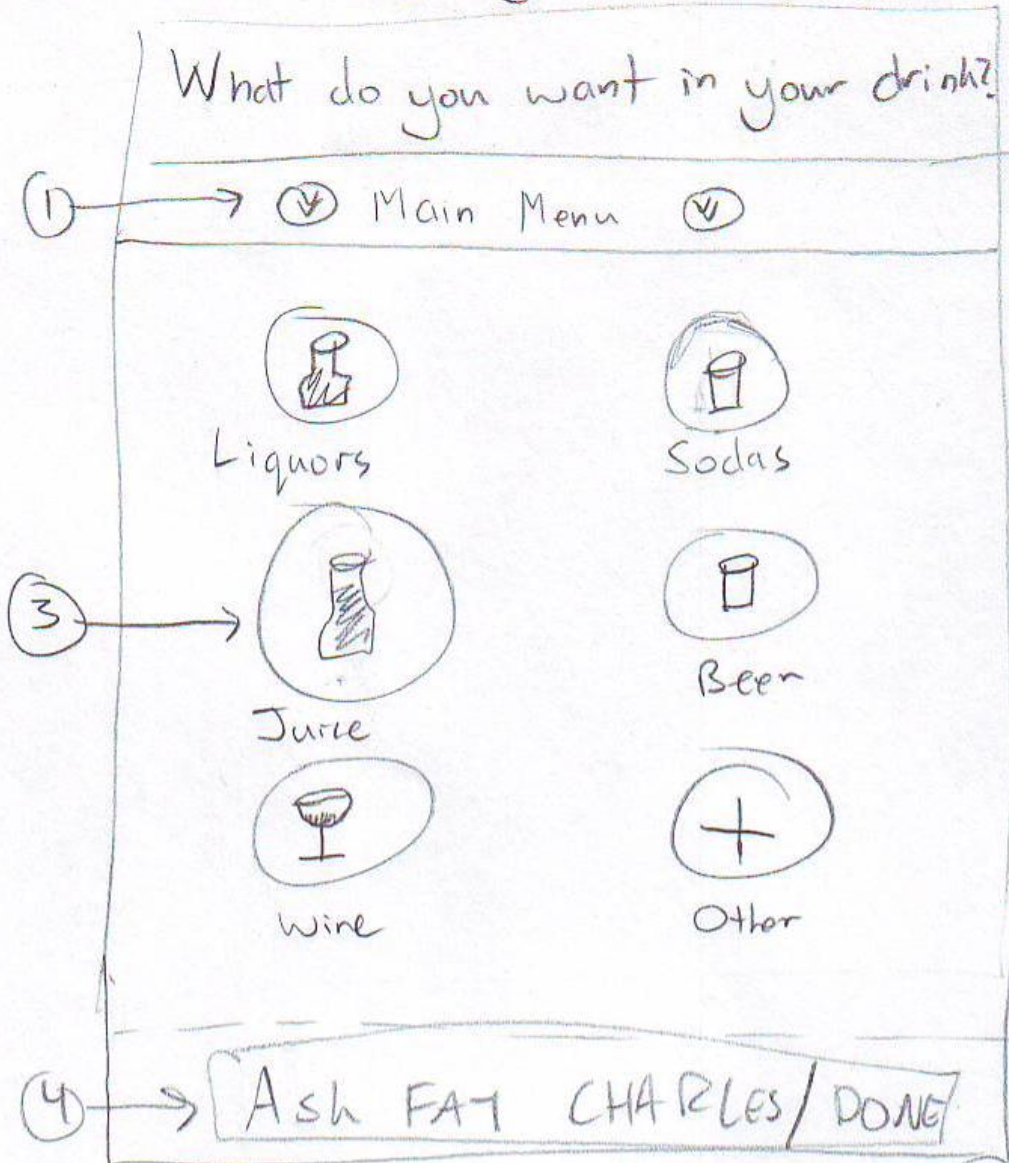 What do you want in your drink?
1 Main Menu
Liquors Sodas
3
Beer
Juice
Wine Other
4 Ask FAT CHARLES/DONE